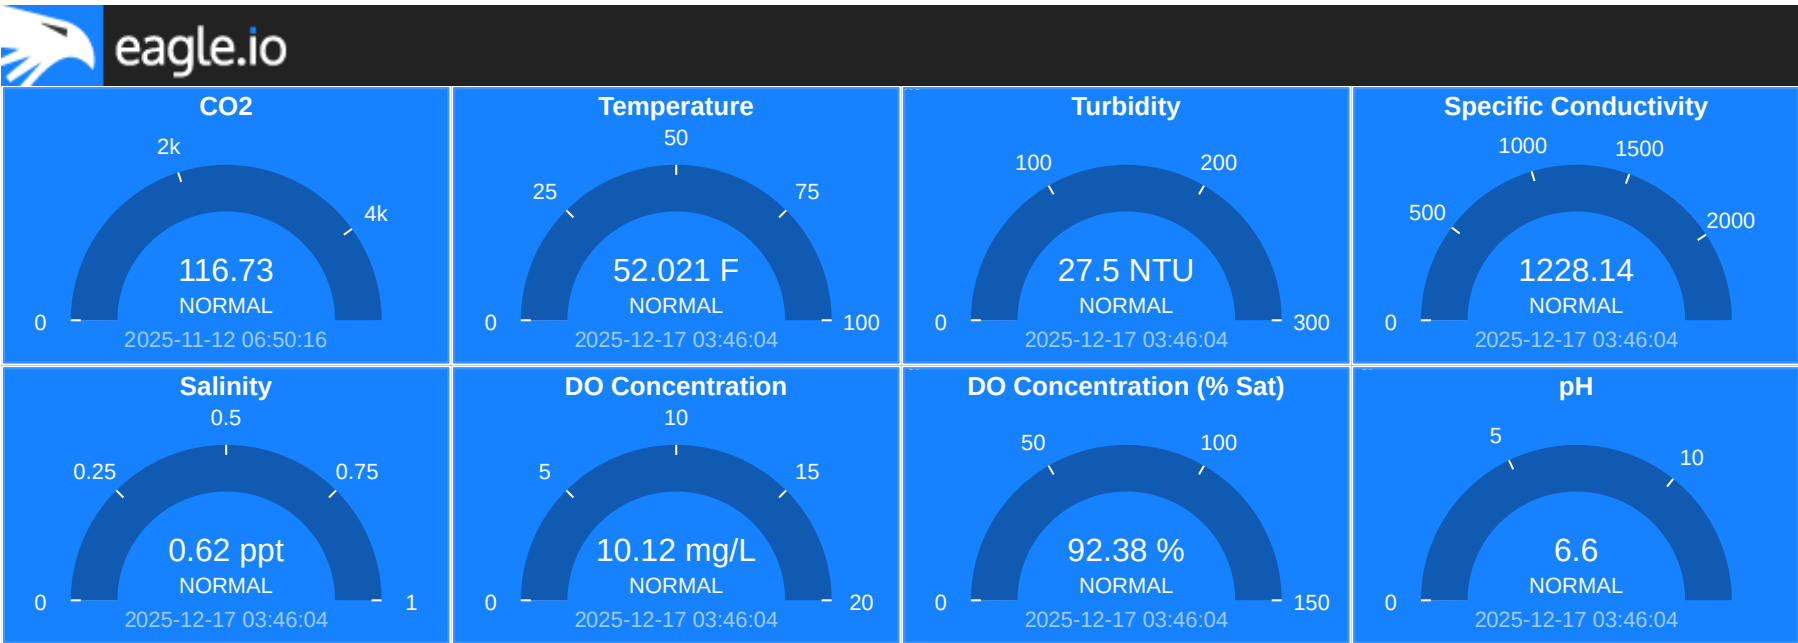 eagle.io
CO2
2k
4k
0
116.73
NORMAL
2025-11-12 06:50:16
Temperature
50
25
75
0
100
52.021 F
NORMAL
2025-12-17 03:46:04
Turbidity
100
200
0
300
27.5 NTU
NORMAL
2025-12-17 03:46:04
Specific Conductivity
1000
1500
500
2000
0
1228.14
NORMAL
2025-12-17 03:46:04
Salinity
0.5
0.25
0.75
0
1
0.62 ppt
NORMAL
2025-12-17 03:46:04
DO Concentration
10
5
15
0
20
10.12 mg/L
NORMAL
2025-12-17 03:46:04
DO Concentration (% Sat)
50
100
0
150
92.38 %
NORMAL
2025-12-17 03:46:04
pH
5
10
0
6.6
NORMAL
2025-12-17 03:46:04